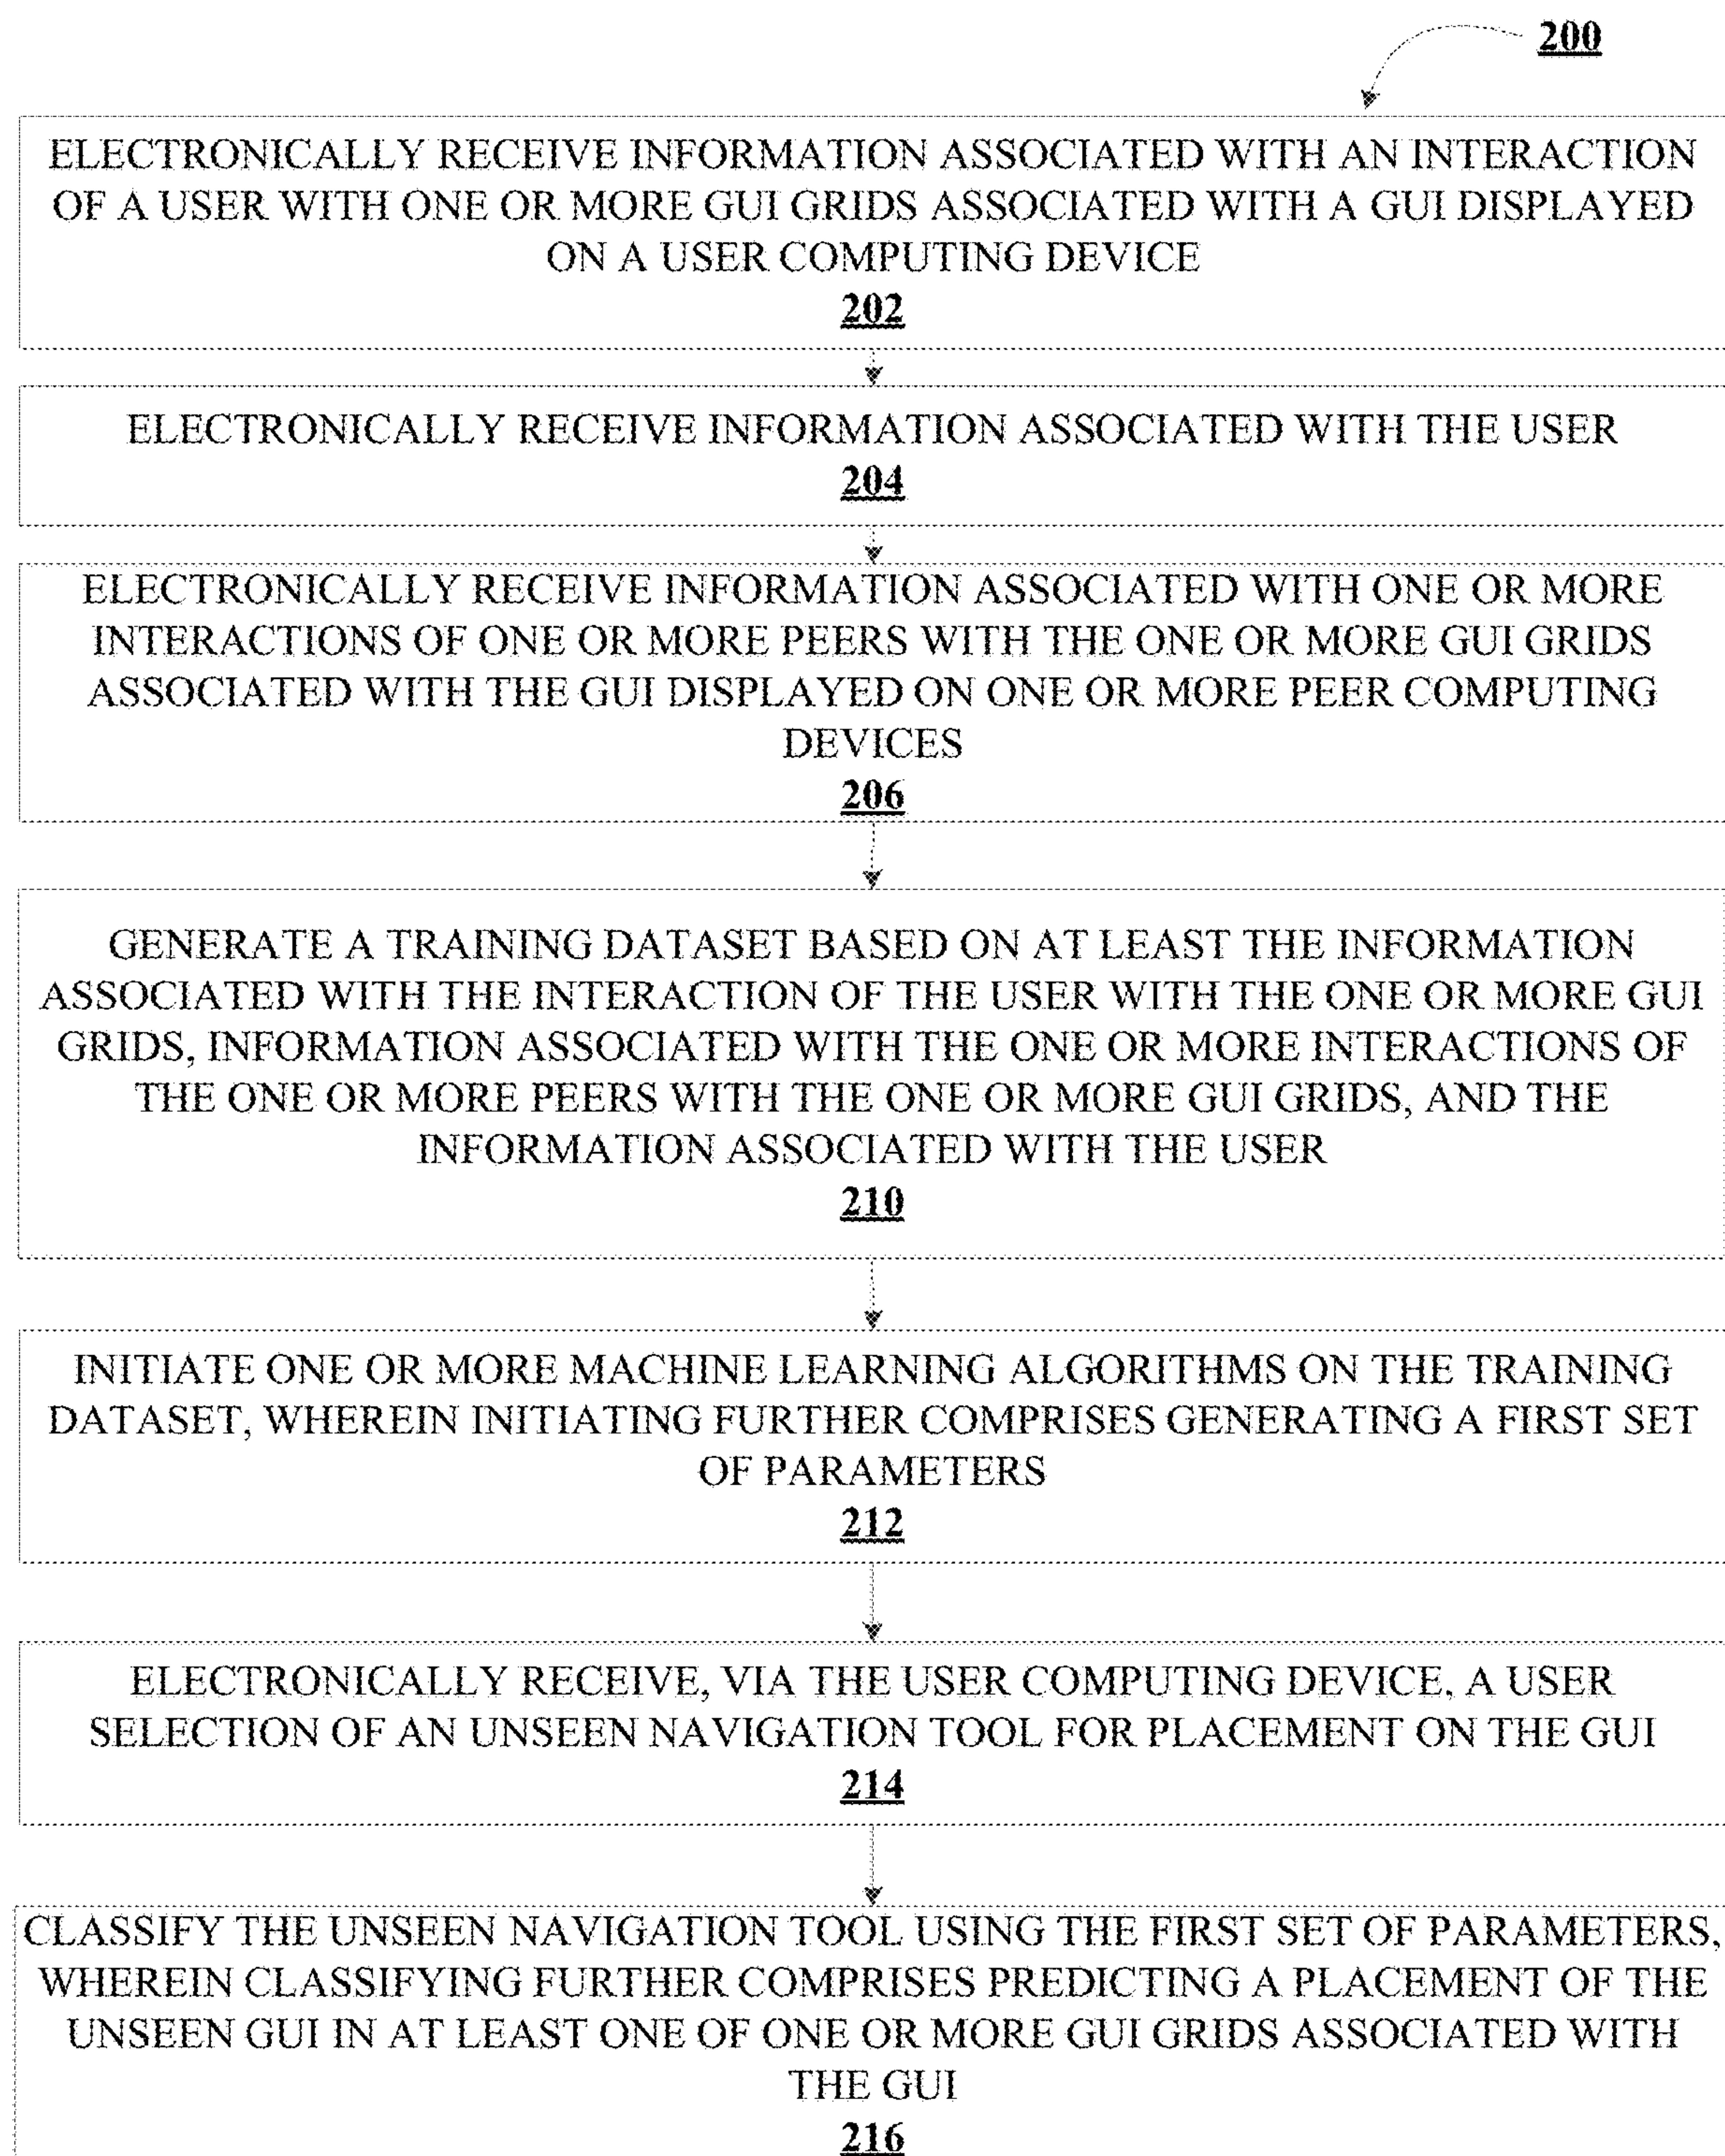 200
ELECTRONICALLY RECEIVE INFORMATION ASSOCIATED WITH AN INTERACTION
OF A USER WITH ONE OR MORE GUI GRIDS ASSOCIATED WITH A GUI DISPLAYED
ON A USER COMPUTING DEVICE
202
ELECTRONICALLY RECEIVE INFORMATION ASSOCIATED WITH THE USER
204
ELECTRONICALLY RECEIVE INFORMATION ASSOCIATED WITH ONE OR MORE
INTERACTIONS OF ONE OR MORE PEERS WITH THE ONE OR MORE GUI GRIDS
ASSOCIATED WITH THE GUI DISPLAYED ON ONE OR MORE PEER COMPUTING
DEVICES
206
GENERATE A TRAINING DATASET BASED ON AT LEAST THE INFORMATION
ASSOCIATED WITH THE INTERACTION OF THE USER WITH THE ONE OR MORE GUI
GRIDS, INFORMATION ASSOCIATED WITH THE ONE OR MORE INTERACTIONS OF
THE ONE OR MORE PEERS WITH THE ONE OR MORE GUI GRIDS, AND THE
INFORMATION ASSOCIATED WITH THE USER
210
INITIATE ONE OR MORE MACHINE LEARNING ALGORITHMS ON THE TRAINING
DATASET, WHEREIN INITIATING FURTHER COMPRISES GENERATING A FIRST SET
OF PARAMETERS
212
ELECTRONICALLY RECEIVE, VIA THE USER COMPUTING DEVICE, A USER
SELECTION OF AN UNSEEN NAVIGATION TOOL FOR PLACEMENT ON THE GUI
214
CLASSIFY THE UNSEEN NAVIGATION TOOL USING THE FIRST SET OF PARAMETERS,
WHEREIN CLASSIFYING FURTHER COMPRISES PREDICTING A PLACEMENT OF THE
UNSEEN GUI IN AT LEAST ONE OF ONE OR MORE GUI GRIDS ASSOCIATED WITH
THE GUI
216